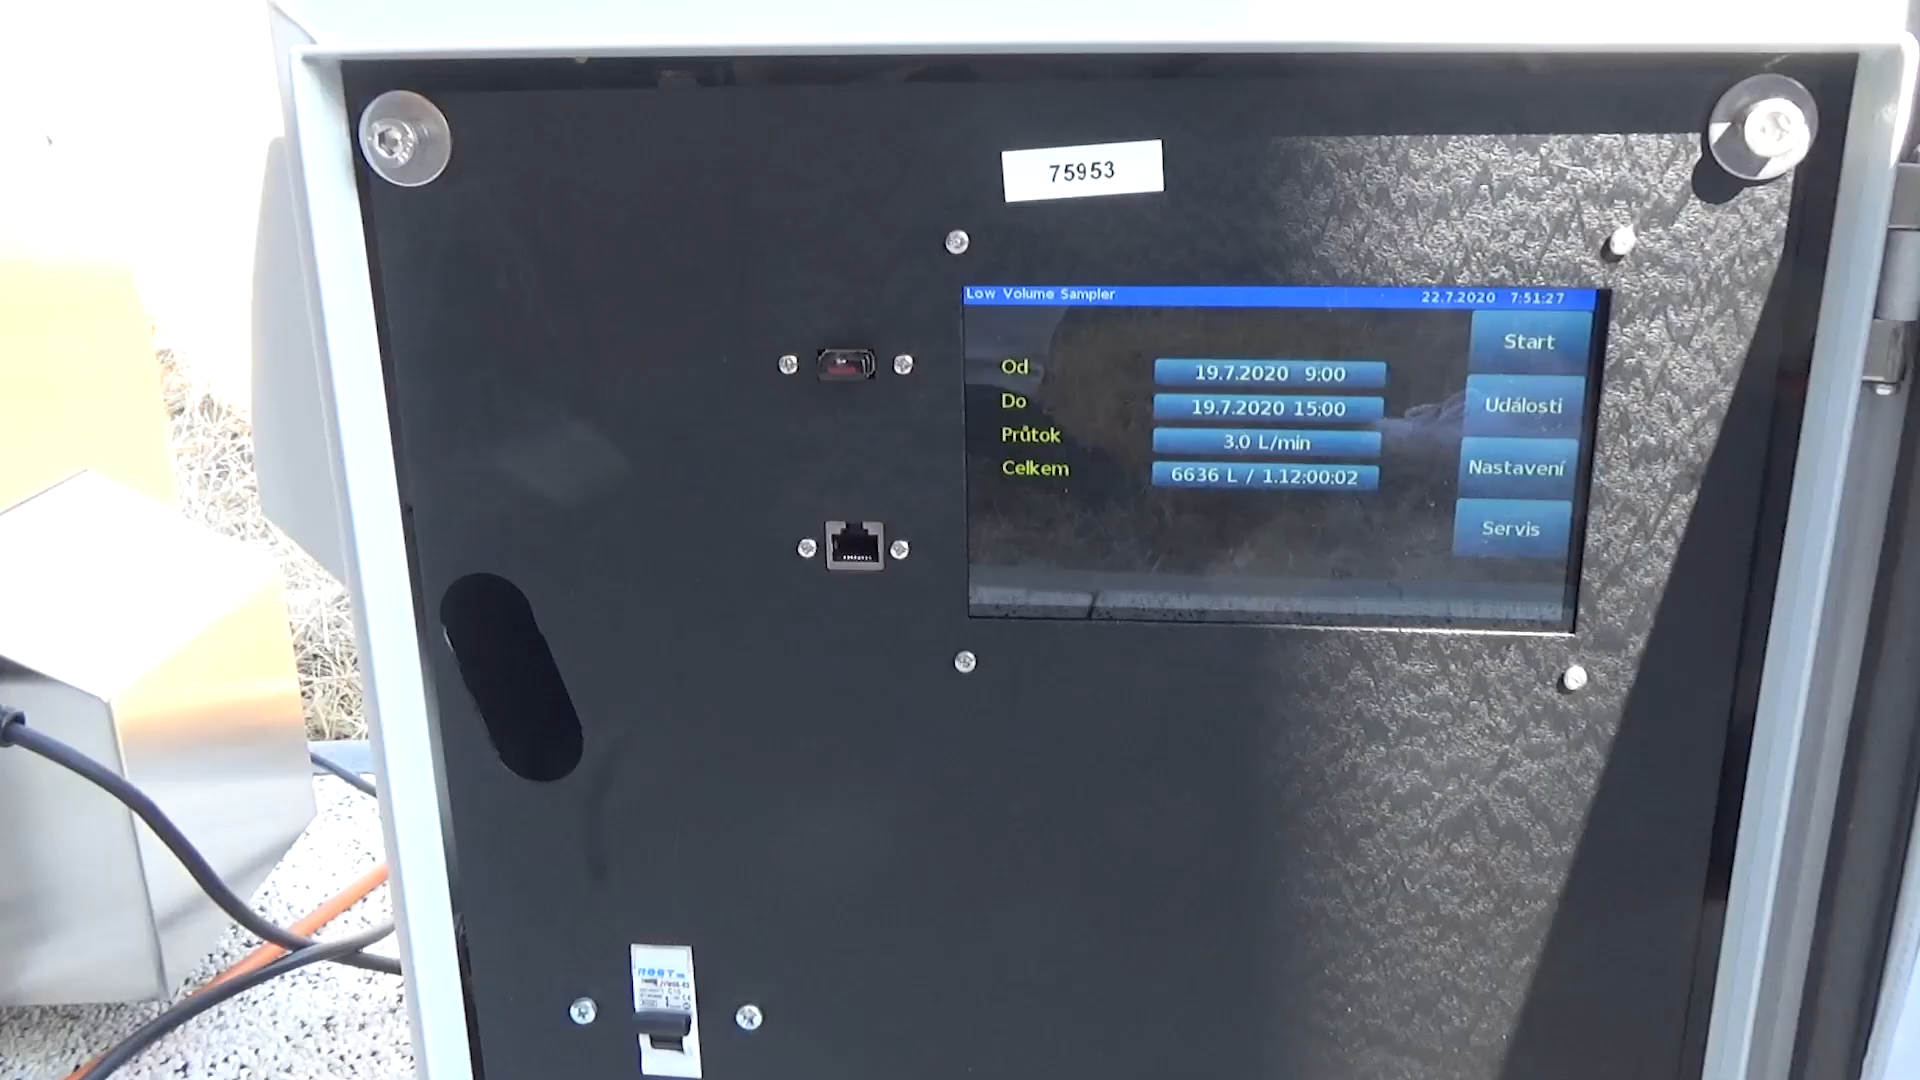 75953
Low Volume Sampler 22.7.2020 7:51:27
Start
Od 19.7.2020 9:00
Do 19.7.2020 15:00
Události
Průtok 3.0 L/min
Celkem 6636 L / 1.12:00:02
Nastavení
Servis